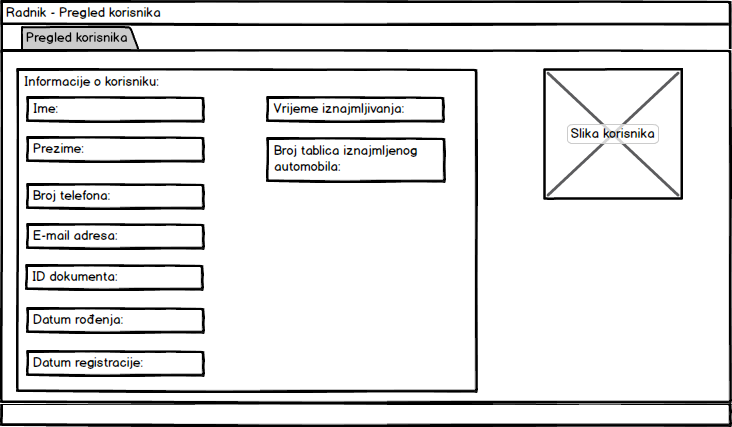 Radnik - Pregled korisnika
Pregled korisnika
Informacije o korisniku:
Ime:
Prezime:
Broj telefona:
E-mail adresa:
ID dokumenta:
Datum rođenja:
Datum registracije:
Vrijeme iznajmljivanja:
Broj tablica iznajmljenog
automobila:
Slika korisnika